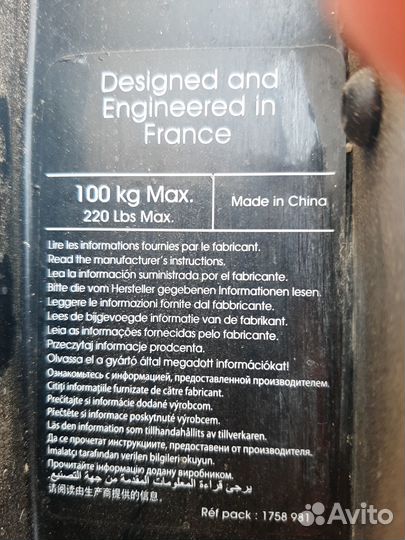 Designed and
Engineered in
France
100 kg Max.
220 Lbs Max.
Made in China
Lire les informations fournies par le fabricant.
Read the manufacturer's instructions.
Lea la información suministrada por el fabricante.
Bitte die vom Hersteller gegebenen Informationen lesen.
Leggere le informazioni fornite dal fabbricante.
Lees de bijgevoegde informatie van de fabrikant.
Leia as informações fornecidas pelo fabricante.
Przeczytaj informacje prodcenta.
Olvassa el a gyártó által megadott információkat!
Ознакомьтесь с информацией, предоставленной производителем.
Citiți informațiile furnizate de către fabricant.
Prečítajte si informácie dodané výrobcom.
Přečtěte si informace poskytnuté výrobcem.
Läs den information som tillhandahållits av tillverkaren.
Да се прочетат инструкциите, предоставени от производителя.
İmalatçı tarafından verilen bilgileri okuyun.
Прочитайте інформацію додану виробником.
يرجى قراءة المعلومات المقدمة من جهة التصنيع.
请阅读由生产商提供的信息
Réf pack : 1758 981
Avito